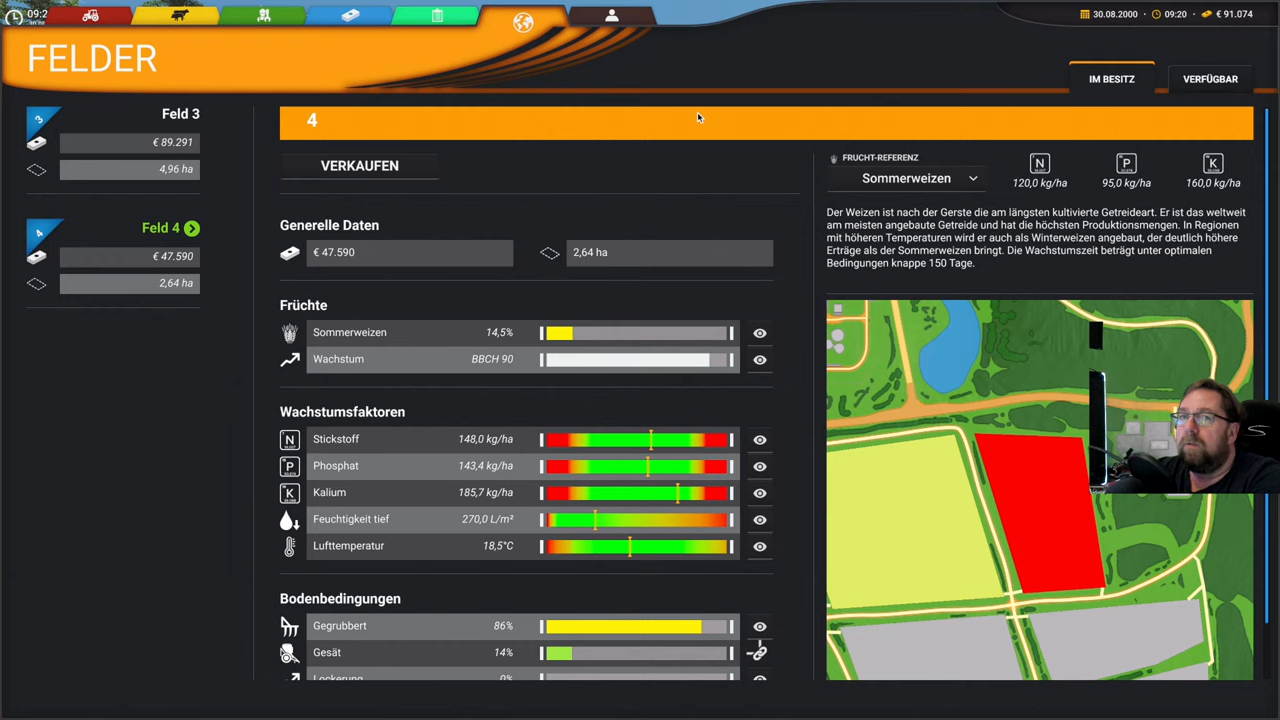 09:2
30.08.2000
09:20
€ 91.074
FELDER
IM BESITZ
VERFÜGBAR
3
Feld 3
€ 89.291
4,96 ha
4
Feld 4
€ 47.590
2,64 ha
4
VERKAUFEN
Generelle Daten
€ 47.590
2,64 ha
Früchte
Sommerweizen 14,5%
Wachstum BBCH 90
Wachstumsfaktoren
N Stickstoff 148,0 kg/ha
P Phosphat 143,4 kg/ha
K Kalium 185,7 kg/ha
Feuchtigkeit tief 270,0 L/m²
Lufttemperatur 18,5°C
Bodenbedingungen
Gegrubbert 86%
Gesät 14%
Lockerung 0%
FRUCHT-REFERENZ
Sommerweizen
N
120,0 kg/ha
P
95,0 kg/ha
K
160,0 kg/ha
Der Weizen ist nach der Gerste die am längsten kultivierte Getreideart. Er ist das weltweit
am meisten angebaute Getreide und hat die höchsten Produktionsmengen. In Regionen
mit höheren Temperaturen wird er auch als Winterweizen angebaut, der deutlich höhere
Erträge als der Sommerweizen bringt. Die Wachstumszeit beträgt unter optimalen
Bedingungen knappe 150 Tage.